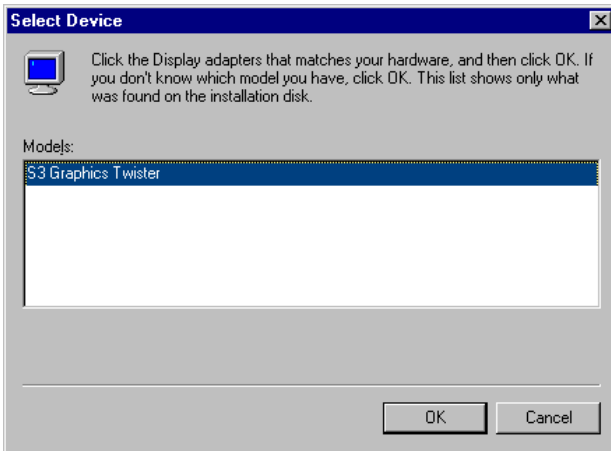 Select Device
Click the Display adapters that matches your hardware, and then click OK. If
you don't know which model you have, click OK. This list shows only what
was found on the installation disk.
Models:
S3 Graphics Twister
OK
Cancel